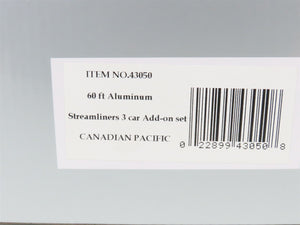 ITEM NO.43050
60 ft Aluminum
Streamliners 3 car Add-on set
CANADIAN PACIFIC
0 22899 43050 8